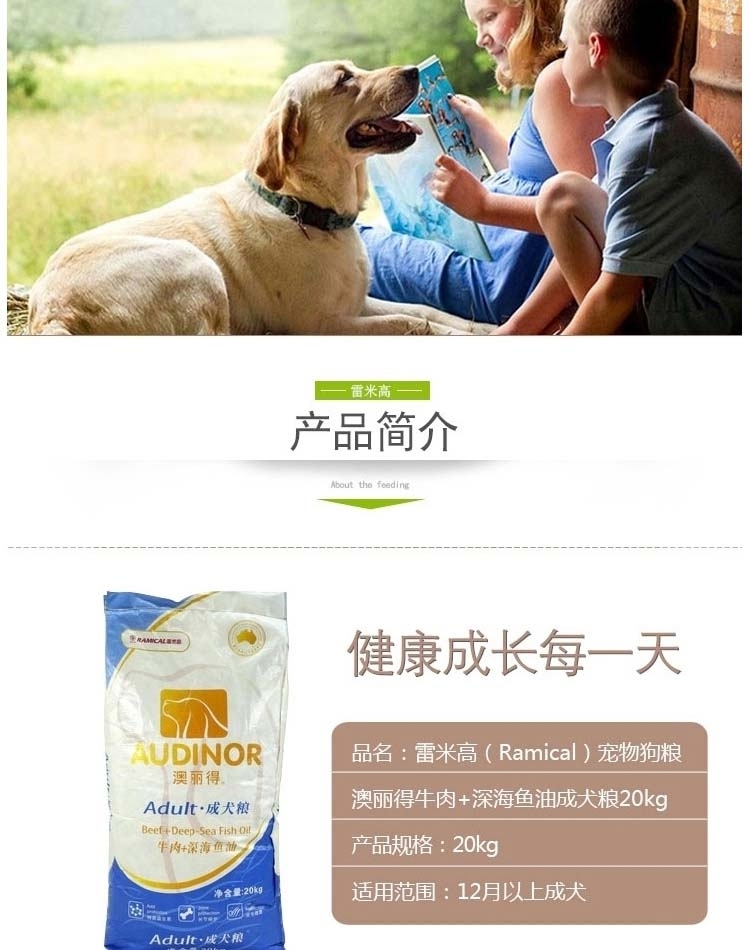 雷米高
产品简介
About the feeding
健康成长每一天
品名：雷米高（Ramical）宠物狗粮
澳丽得牛肉+深海鱼油成犬粮20kg
产品规格：20kg
适用范围：12月以上成犬
RAMICAL雷米高
AUDINOR
澳丽得
Adult·成犬粮
Beef+Deep-Sea Fish Oil
牛肉+深海鱼油
净含量:20kg
Adult·成犬粮